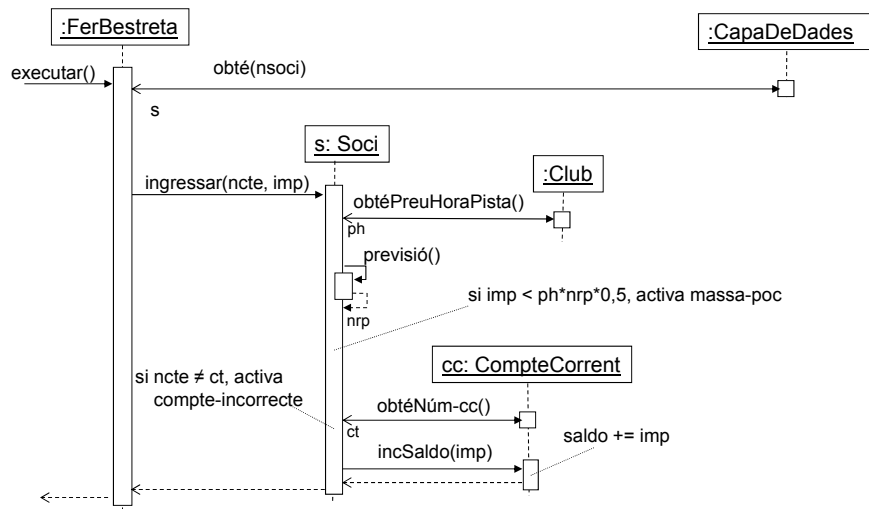 :FerBestreta
:CapaDeDades
executar()
obté(nsoci)
s
s: Soci
:Club
ingressar(ncte, imp)
obtéPreuHoraPista()
ph
previsió()
si imp < ph*nrp*0,5, activa massa-poc
nrp
cc: CompteCorrent
si ncte ≠ ct, activa
compte-incorrecte
obtéNúm-cc()
ct
saldo += imp
incSaldo(imp)